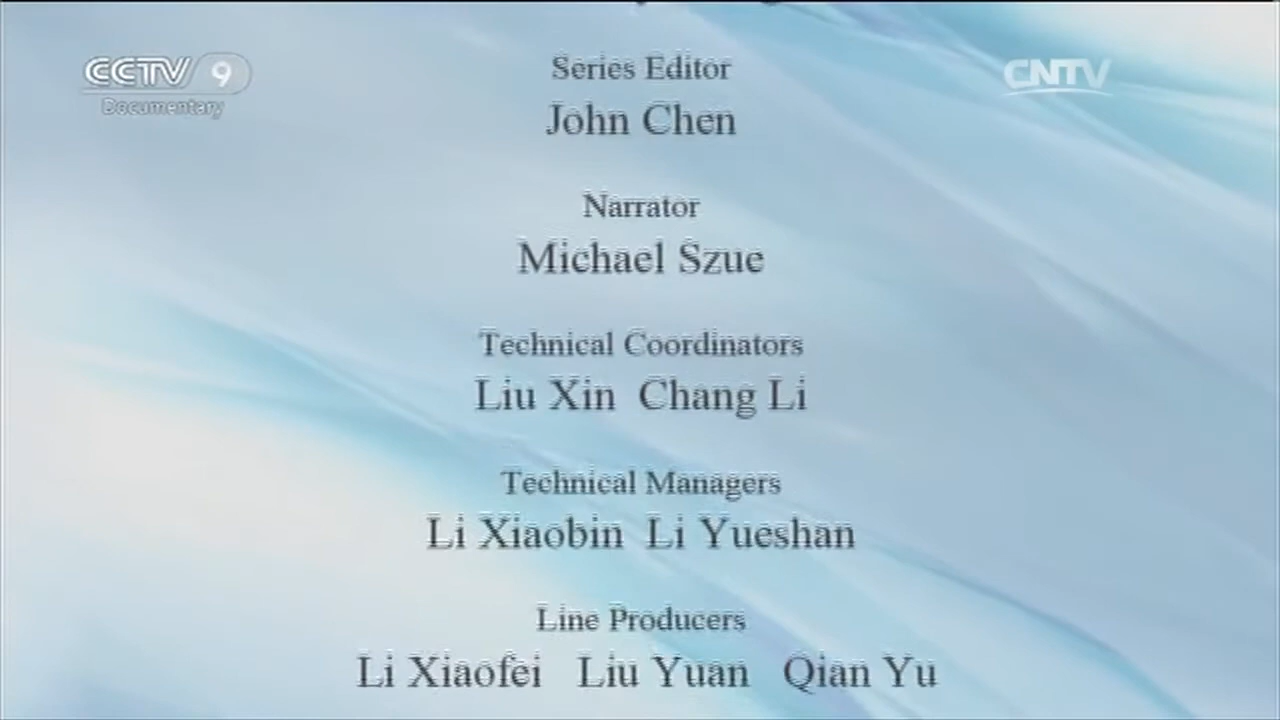 CCTV 9
Documentary
CNTV
Series Editor
John Chen
Narrator
Michael Szue
Technical Coordinators
Liu Xin Chang Li
Technical Managers
Li Xiaobin Li Yueshan
Line Producers
Li Xiaofei Liu Yuan Qian Yu